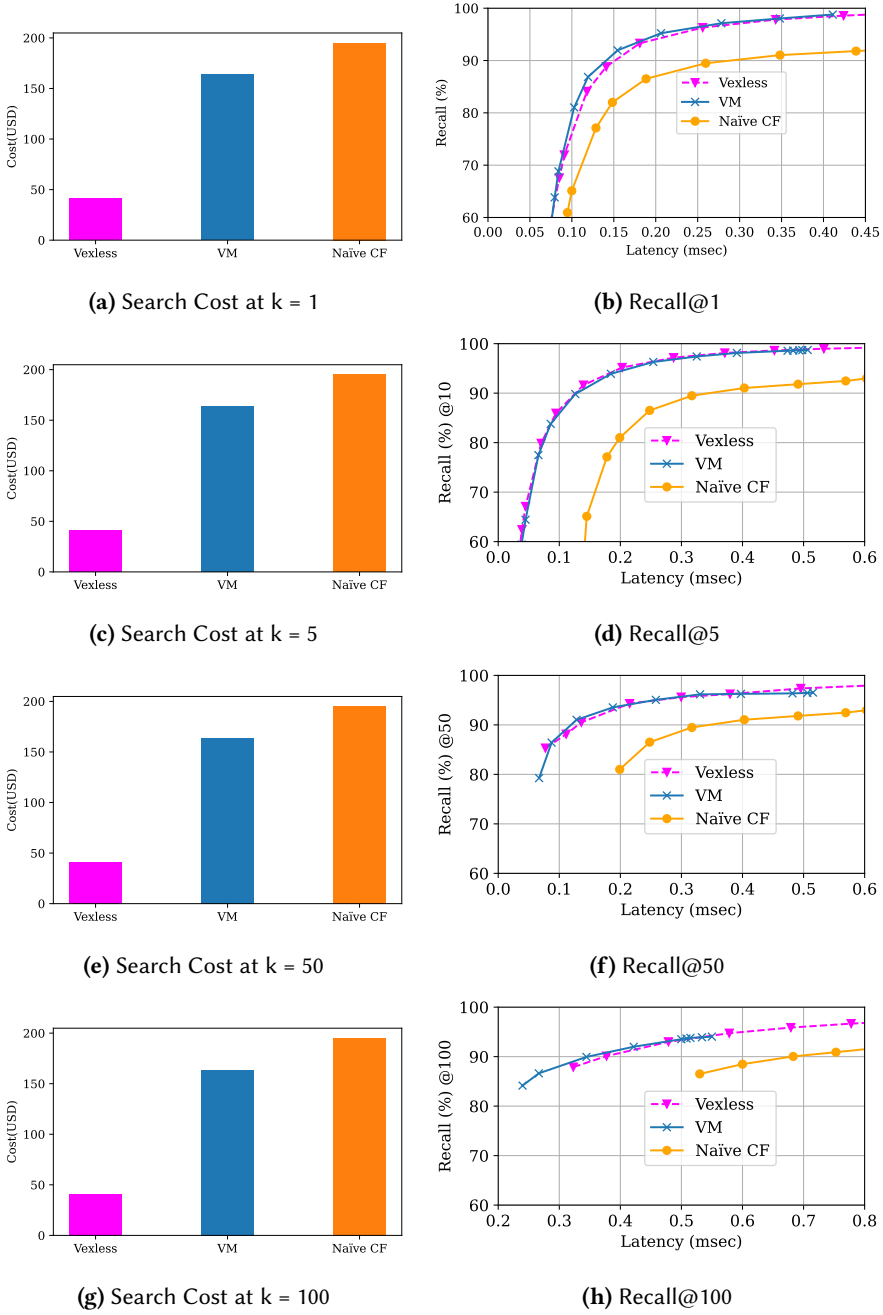 200
150
100
50
0
Cost(USD)
Vexless
VM
Naïve CF
(a) Search Cost at k = 1
100
90
80
70
60
Recall (%)
Vexless
VM
Naïve CF
0.00 0.05 0.10 0.15 0.20 0.25 0.30 0.35 0.40 0.45
Latency (msec)
(b) Recall@1
200
150
100
50
0
Cost(USD)
Vexless
VM
Naïve CF
(c) Search Cost at k = 5
100
90
80
70
60
Recall (%) @10
Vexless
VM
Naïve CF
0.0 0.1 0.2 0.3 0.4 0.5 0.6
Latency (msec)
(d) Recall@5
200
150
100
50
0
Cost(USD)
Vexless
VM
Naïve CF
(e) Search Cost at k = 50
100
90
80
70
60
Recall (%) @50
Vexless
VM
Naïve CF
0.0 0.1 0.2 0.3 0.4 0.5 0.6
Latency (msec)
(f) Recall@50
200
150
100
50
0
Cost(USD)
Vexless
VM
Naïve CF
(g) Search Cost at k = 100
100
90
80
70
60
Recall (%) @100
Vexless
VM
Naïve CF
0.2 0.3 0.4 0.5 0.6 0.7 0.8
Latency (msec)
(h) Recall@100